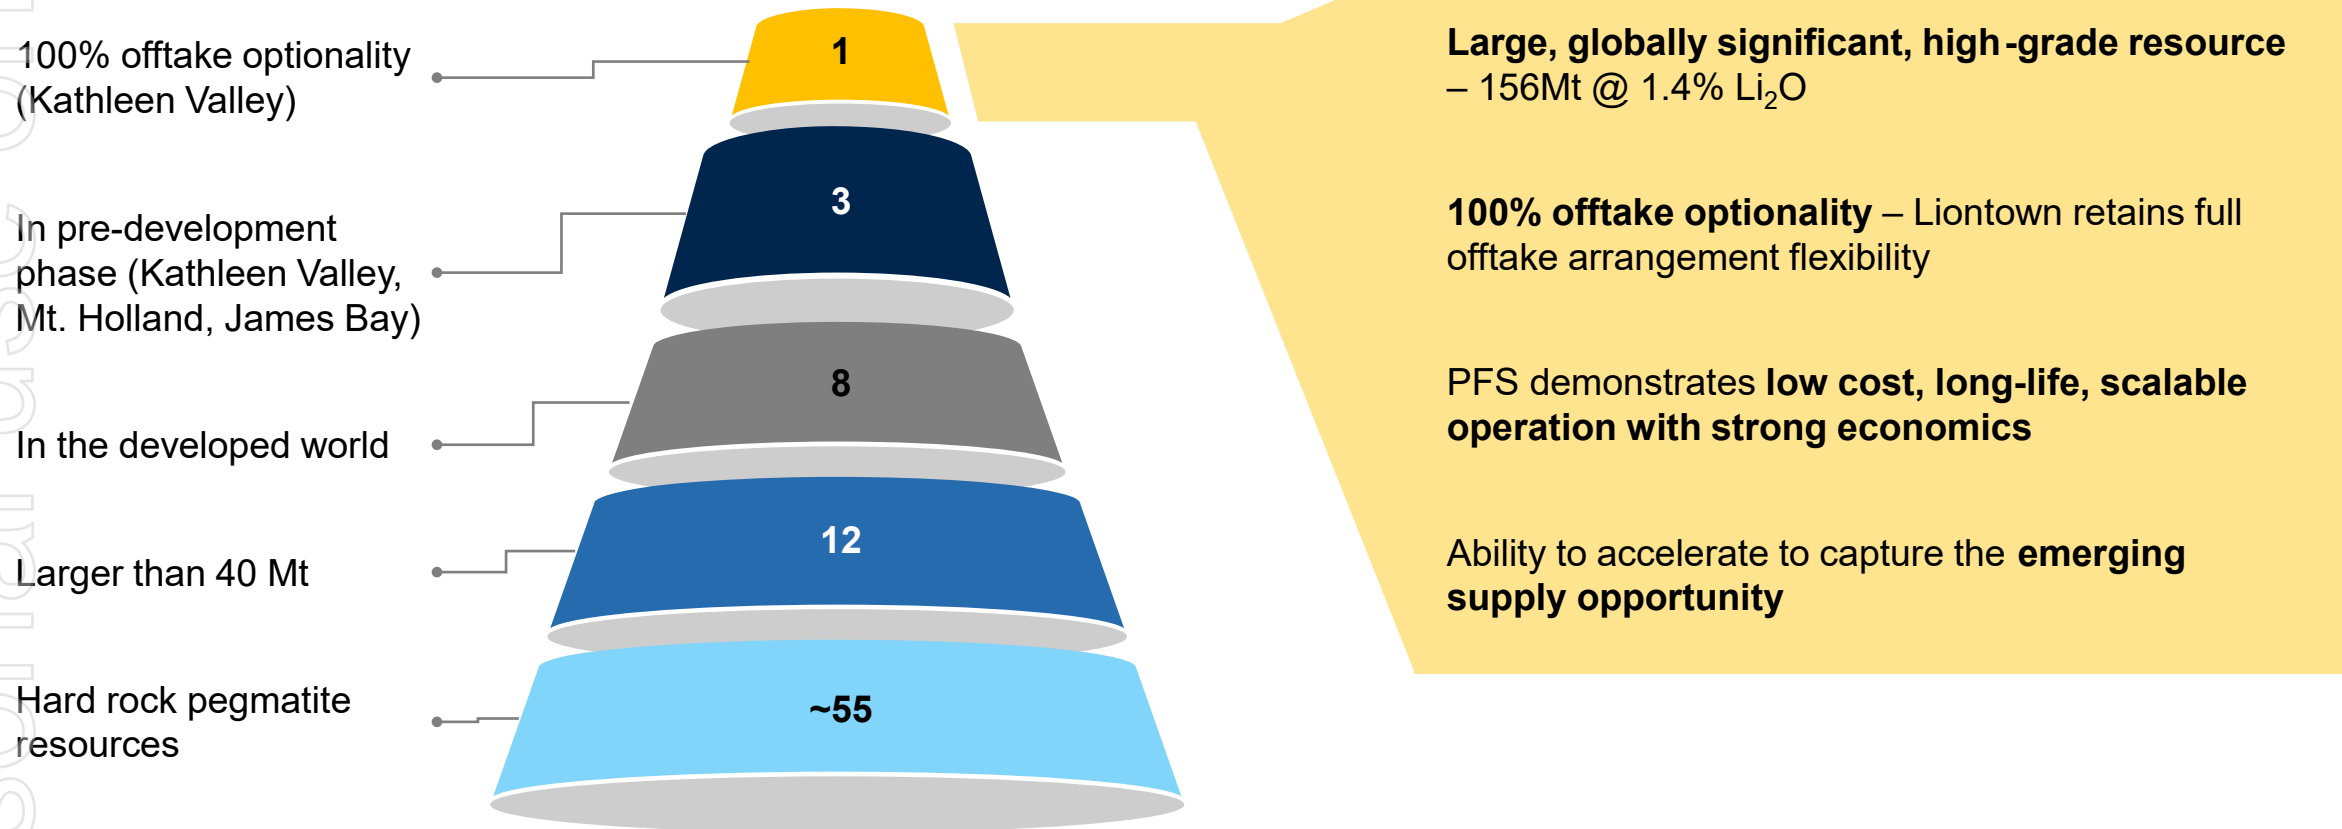 100% offtake optionality
(Kathleen Valley)
In pre-development
phase (Kathleen Valley,
Mt. Holland, James Bay)
In the developed world
Larger than 40 Mt
Hard rock pegmatite
resources
1
3
8
12
~55
Large, globally significant, high-grade resource
– 156Mt @ 1.4% Li₂O
100% offtake optionality – Liontown retains full
offtake arrangement flexibility
PFS demonstrates low cost, long-life, scalable
operation with strong economics
Ability to accelerate to capture the emerging
supply opportunity